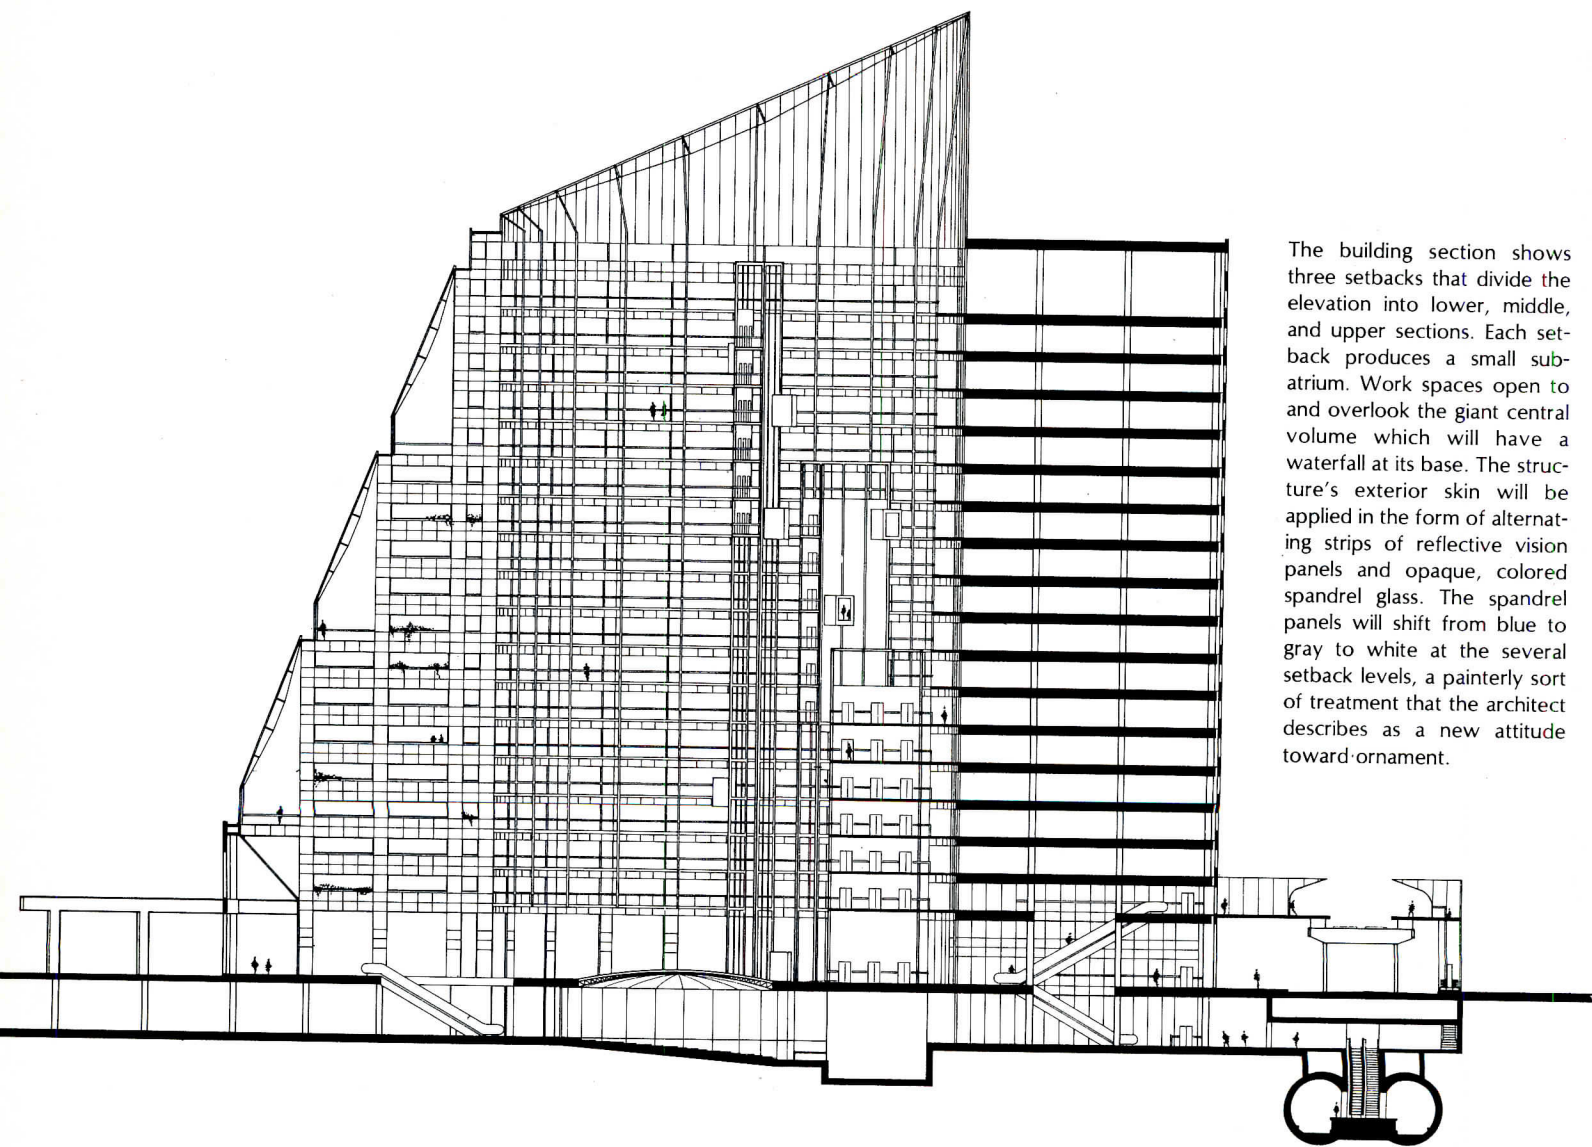 The building section shows
three setbacks that divide the
elevation into lower, middle,
and upper sections. Each set-
back produces a small sub-
atrium. Work spaces open to
and overlook the giant central
volume which will have a
waterfall at its base. The struc-
ture's exterior skin will be
applied in the form of alternat-
ing strips of reflective vision
panels and opaque, colored
spandrel glass. The spandrel
panels will shift from blue to
gray to white at the several
setback levels, a painterly sort
of treatment that the architect
describes as a new attitude
toward·ornament.